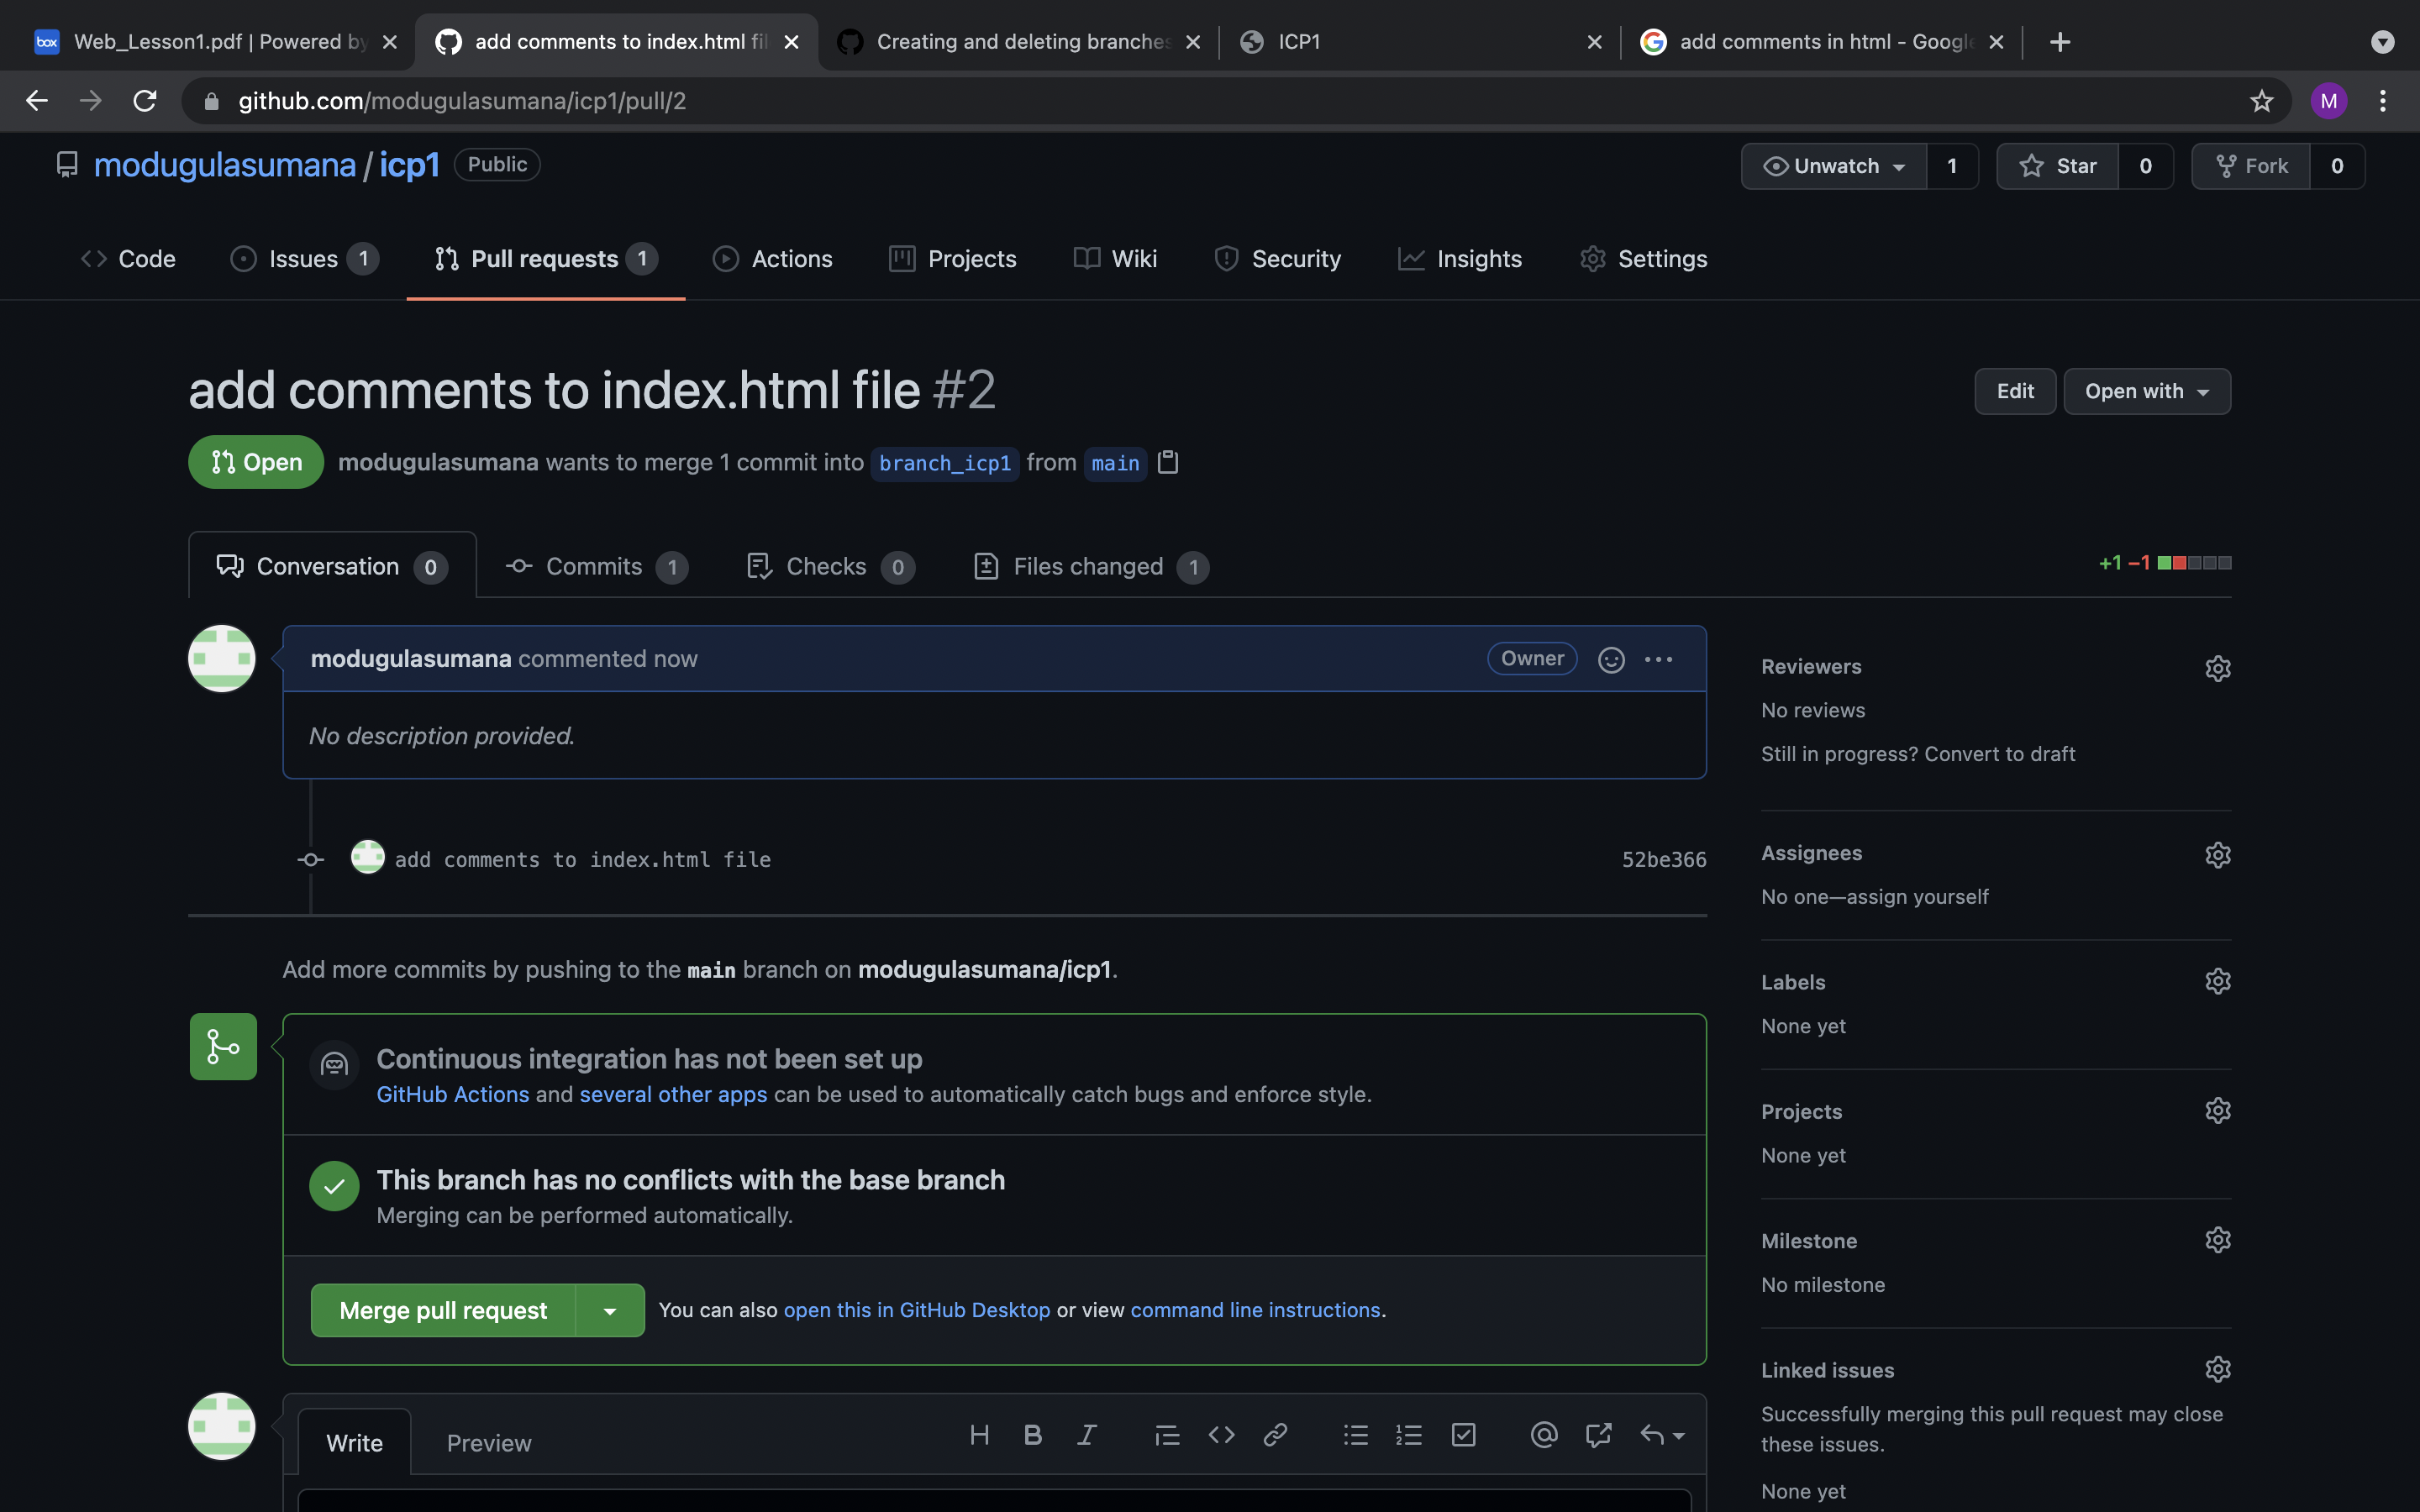 Web_Lesson1.pdf | Powered by
add comments to index.html fil
Creating and deleting branches
ICP1
add comments in html - Google
github.com/modugulasumana/icp1/pull/2
M
modugulasumana / icp1 Public
Unwatch 1
Star 0
Fork 0
Code
Issues 1
Pull requests 1
Actions
Projects
Wiki
Security
Insights
Settings
add comments to index.html file #2
Edit
Open with
Open modugulasumana wants to merge 1 commit into branch_icp1 from main
Conversation 0
Commits 1
Checks 0
Files changed 1
+1 −1
modugulasumana commented now
Owner
No description provided.
add comments to index.html file 52be366
Add more commits by pushing to the main branch on modugulasumana/icp1.
Continuous integration has not been set up
GitHub Actions and several other apps can be used to automatically catch bugs and enforce style.
This branch has no conflicts with the base branch
Merging can be performed automatically.
Merge pull request
You can also open this in GitHub Desktop or view command line instructions.
Write
Preview
Reviewers
No reviews
Still in progress? Convert to draft
Assignees
No one—assign yourself
Labels
None yet
Projects
None yet
Milestone
No milestone
Linked issues
Successfully merging this pull request may close
these issues.
None yet